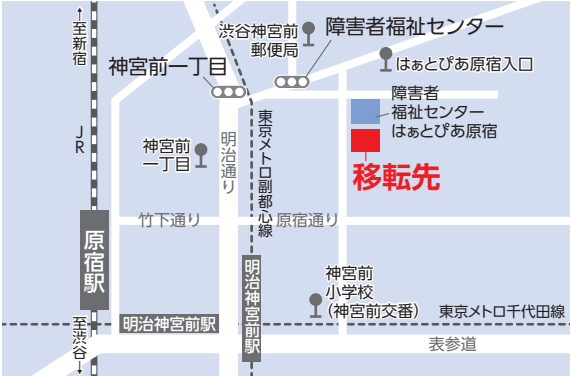 ←至新宿
渋谷神宮前
郵便局
障害者福祉センター
神宮前一丁目
はぁとぴあ原宿入口
障害者
福祉センター
はぁとぴあ原宿
JR
東京メトロ副都心線
明治通り
神宮前
一丁目
移転先
竹下通り
原宿通り
原宿駅
明治神宮前駅
神宮前
小学校
（神宮前交番）
東京メトロ千代田線
明治神宮前駅
至渋谷→
表参道